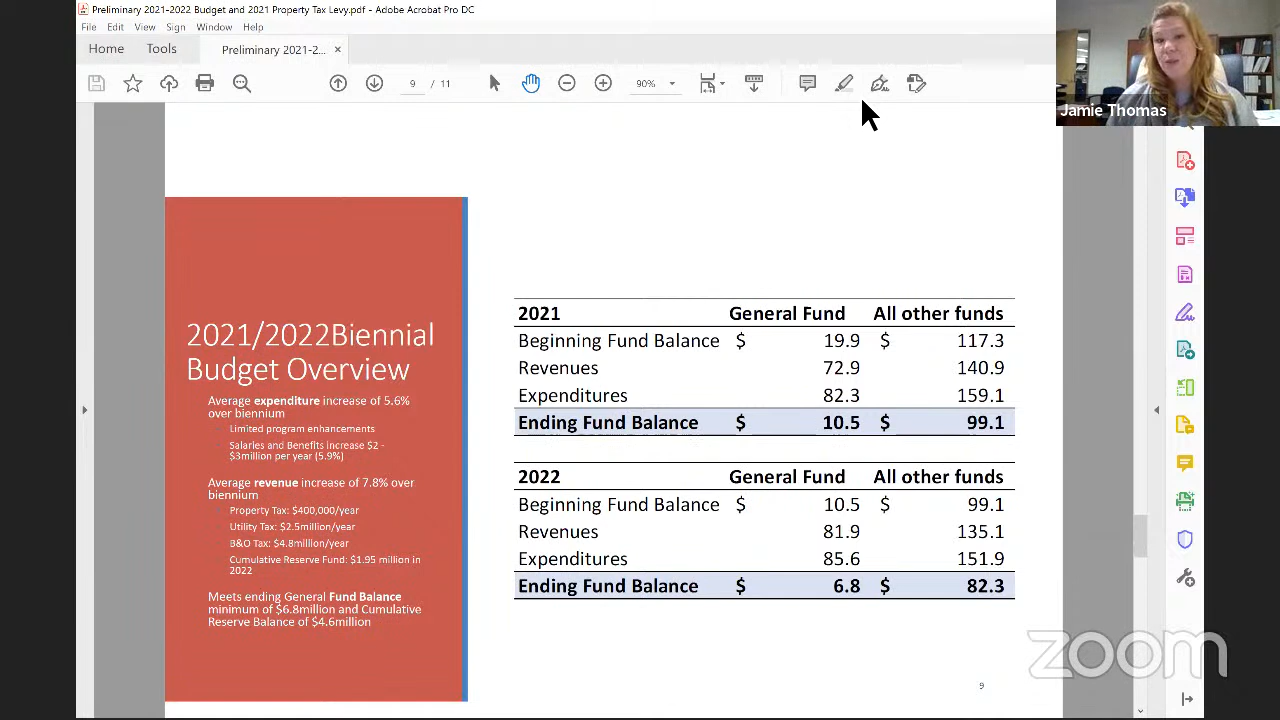 Preliminary 2021-2022 Budget and 2021 Property Tax Levy.pdf - Adobe Acrobat Pro DC
File Edit View Sign Window Help
Home Tools Preliminary 2021-2... ×
9 / 11 90%
Jamie Thomas
2021/2022Biennial
Budget Overview
Average expenditure increase of 5.6%
over biennium
Limited program enhancements
Salaries and Benefits increase $2 -
$3million per year (5.9%)
Average revenue increase of 7.8% over
biennium
Property Tax: $400,000/year
Utility Tax: $2.5million/year
B&O Tax: $4.8million/year
Cumulative Reserve Fund: $1.95 million in
2022
Meets ending General Fund Balance
minimum of $6.8million and Cumulative
Reserve Balance of $4.6million
2021 General Fund All other funds
Beginning Fund Balance $ 19.9 $ 117.3
Revenues 72.9 140.9
Expenditures 82.3 159.1
Ending Fund Balance $ 10.5 $ 99.1
2022 General Fund All other funds
Beginning Fund Balance $ 10.5 $ 99.1
Revenues 81.9 135.1
Expenditures 85.6 151.9
Ending Fund Balance $ 6.8 $ 82.3
9
zoom